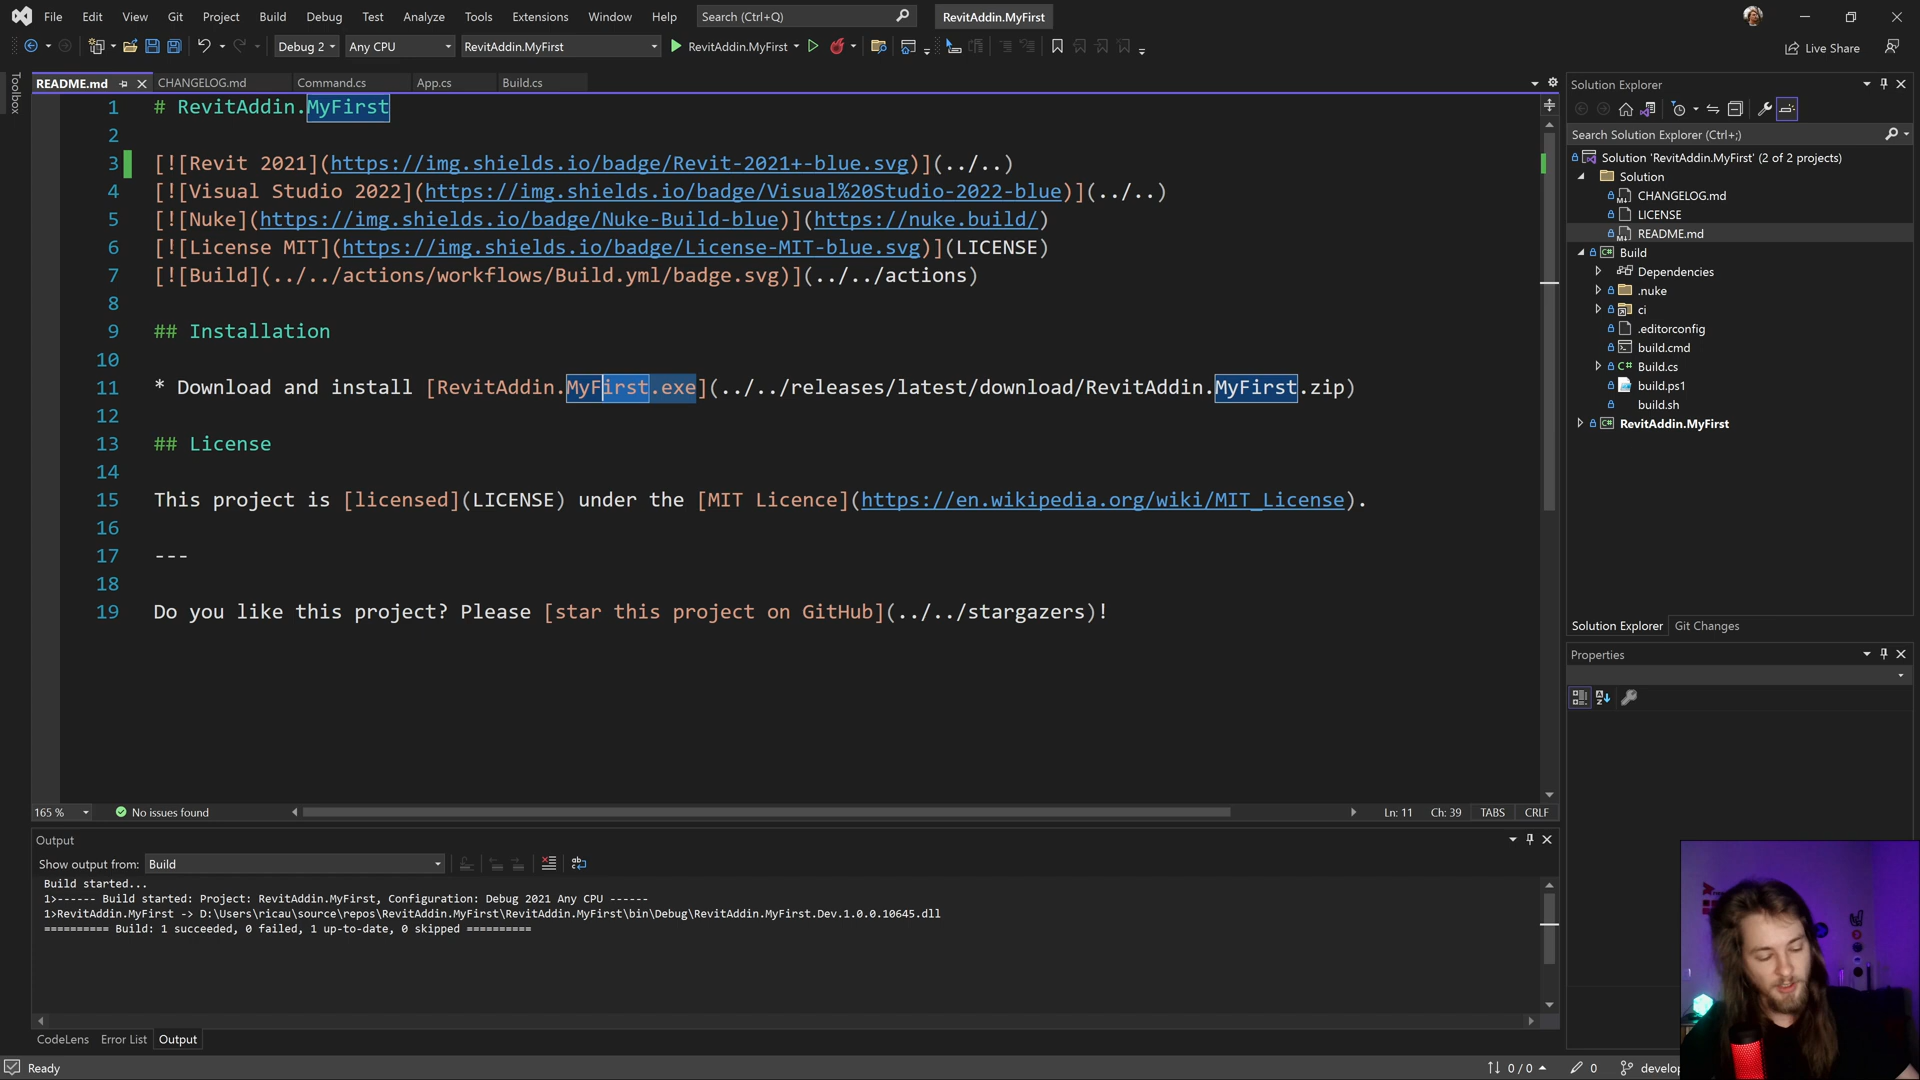 File Edit View Git Project Build Debug Test Analyze Tools Extensions Window Help Search (Ctrl+Q) RevitAddin.MyFirst
Debug 2 Any CPU RevitAddin.MyFirst RevitAddin.MyFirst Live Share
Toolbox
README.md CHANGELOG.md Command.cs App.cs Build.cs
1 # RevitAddin.MyFirst
2
3 [![Revit 2021](https://img.shields.io/badge/Revit-2021+-blue.svg)](../..)
4 [![Visual Studio 2022](https://img.shields.io/badge/Visual%20Studio-2022-blue)](../..)
5 [![Nuke](https://img.shields.io/badge/Nuke-Build-blue)](https://nuke.build/)
6 [![License MIT](https://img.shields.io/badge/License-MIT-blue.svg)](LICENSE)
7 [![Build](../../actions/workflows/Build.yml/badge.svg)](../../actions)
8
9 ## Installation
10
11 * Download and install [RevitAddin.MyFirst.exe](../../releases/latest/download/RevitAddin.MyFirst.zip)
12
13 ## License
14
15 This project is [licensed](LICENSE) under the [MIT Licence](https://en.wikipedia.org/wiki/MIT_License).
16
17 ---
18
19 Do you like this project? Please [star this project on GitHub](../../stargazers)!
165 % No issues found Ln: 11 Ch: 39 TABS CRLF
Output
Show output from: Build
Build started...
1>------ Build started: Project: RevitAddin.MyFirst, Configuration: Debug 2021 Any CPU ------
1>RevitAddin.MyFirst -> D:\Users\ricau\source\repos\RevitAddin.MyFirst\RevitAddin.MyFirst\bin\Debug\RevitAddin.MyFirst.Dev.1.0.0.10645.dll
========== Build: 1 succeeded, 0 failed, 1 up-to-date, 0 skipped ==========
CodeLens Error List Output
Ready 0 / 0 0 develop
Solution Explorer
Search Solution Explorer (Ctrl+;)
Solution 'RevitAddin.MyFirst' (2 of 2 projects)
Solution
CHANGELOG.md
LICENSE
README.md
Build
Dependencies
.nuke
ci
.editorconfig
build.cmd
Build.cs
build.ps1
build.sh
RevitAddin.MyFirst
Solution Explorer Git Changes
Properties